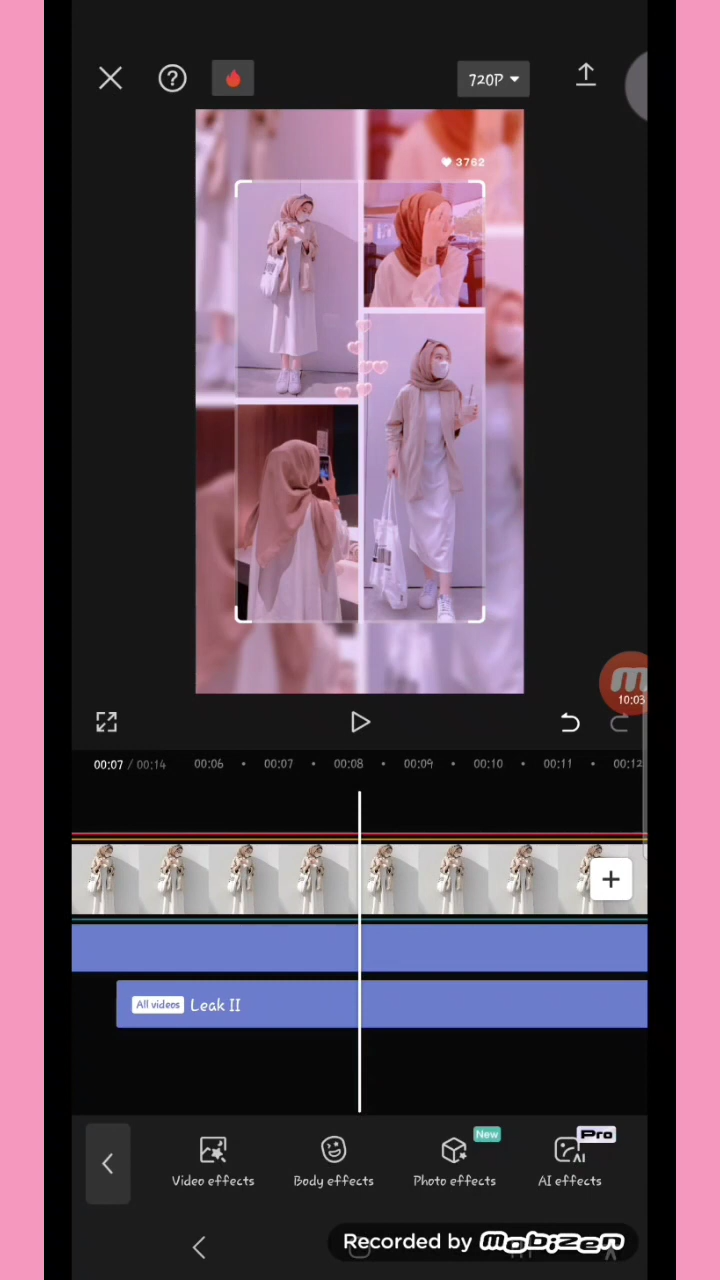 720P
3762
10:03
00:07 / 00:14 00:06 00:07 00:08 00:09 00:10 00:11 00:12
All videos Leak II
Video effects Body effects New Photo effects Pro AI effects
Recorded by mobizen